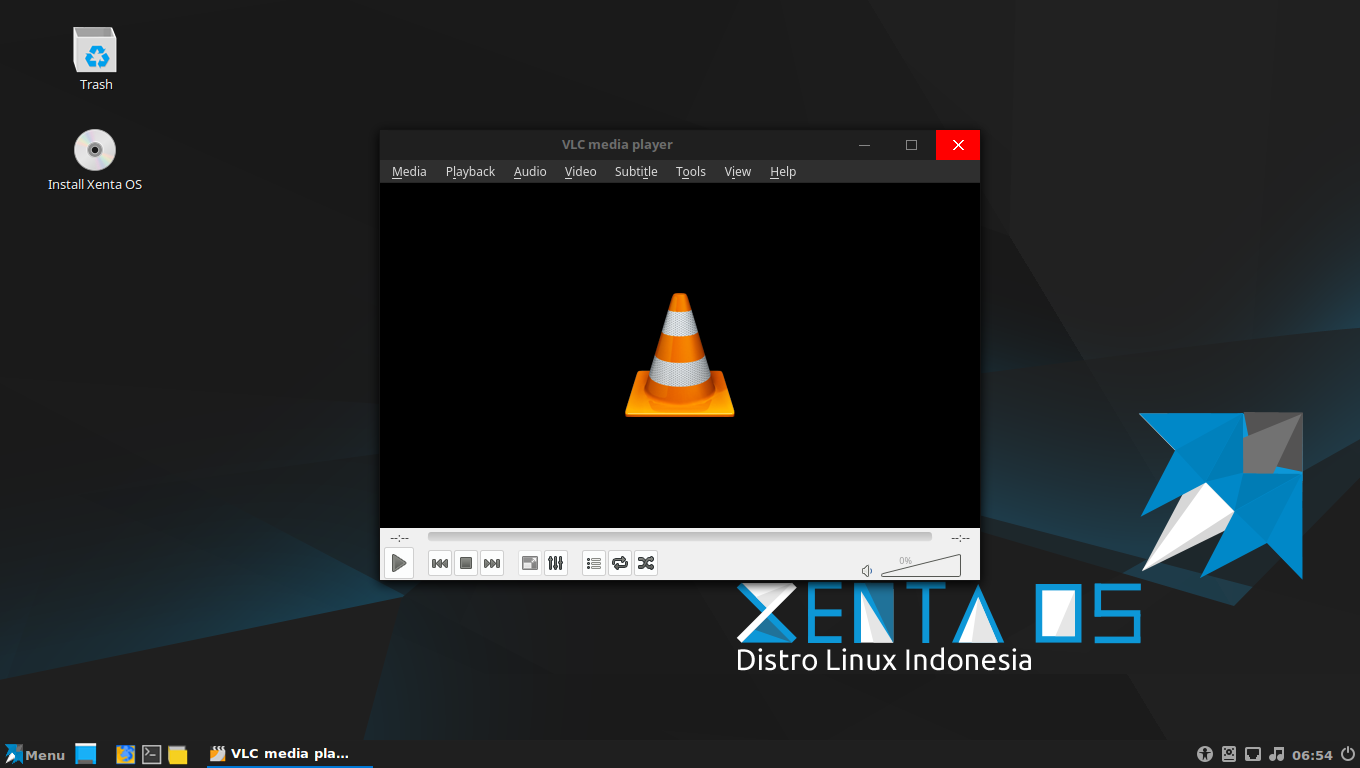 Trash
Install Xenta OS
VLC media player
Media Playback Audio Video Subtitle Tools View Help
--:-- --:--
0%
XENTA OS
Distro Linux Indonesia
Menu VLC media pla... 06:54